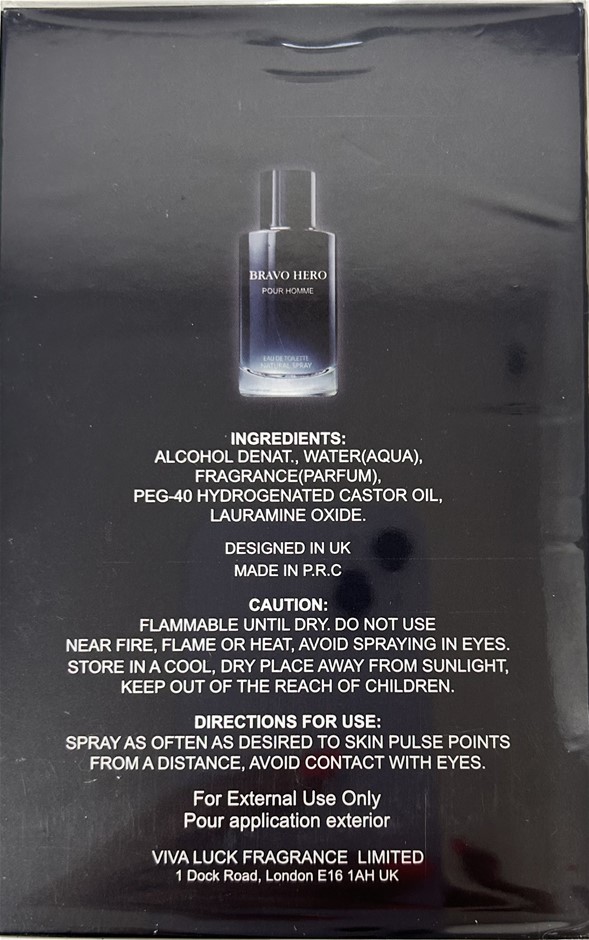 BRAVO HERO
POUR HOMME
EAU DE TOILETTE
NATURAL SPRAY
INGREDIENTS:
ALCOHOL DENAT., WATER(AQUA),
FRAGRANCE(PARFUM),
PEG-40 HYDROGENATED CASTOR OIL,
LAURAMINE OXIDE.
DESIGNED IN UK
MADE IN P.R.C
CAUTION:
FLAMMABLE UNTIL DRY. DO NOT USE
NEAR FIRE, FLAME OR HEAT, AVOID SPRAYING IN EYES.
STORE IN A COOL, DRY PLACE AWAY FROM SUNLIGHT,
KEEP OUT OF THE REACH OF CHILDREN.
DIRECTIONS FOR USE:
SPRAY AS OFTEN AS DESIRED TO SKIN PULSE POINTS
FROM A DISTANCE, AVOID CONTACT WITH EYES.
For External Use Only
Pour application exterior
VIVA LUCK FRAGRANCE LIMITED
1 Dock Road, London E16 1AH UK